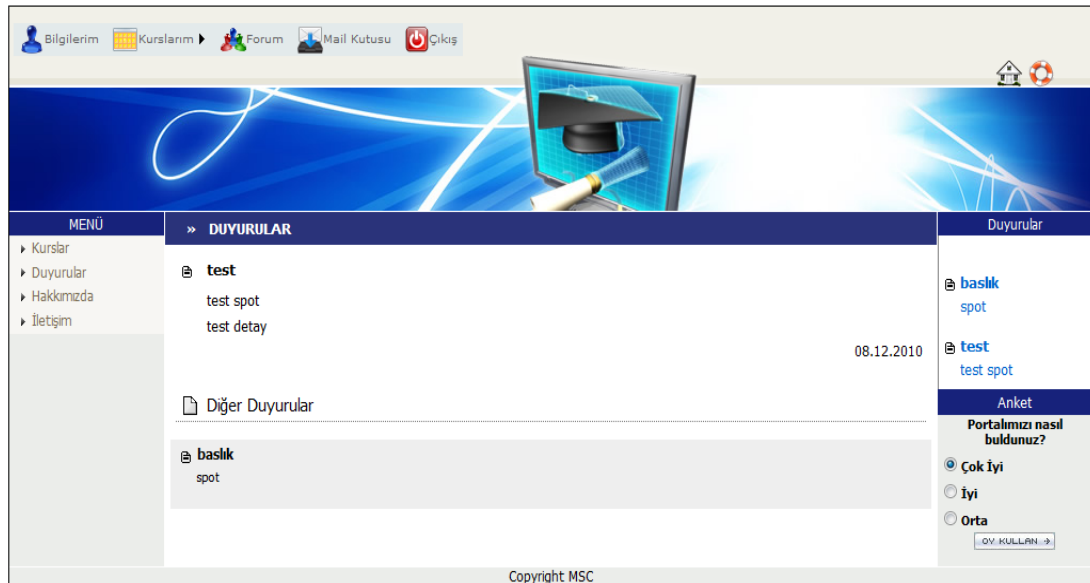 Bilgilerim Kurslarım Forum Mail Kutusu Çıkış
MENÜ
Kurslar
Duyurular
Hakkımızda
İletişim
» DUYURULAR
test
test spot
test detay
08.12.2010
Diğer Duyurular
baslık
spot
Duyurular
baslık
spot
test
test spot
Anket
Portalımızı nasıl
buldunuz?
Çok İyi
İyi
Orta
OY KULLAN
Copyright MSC